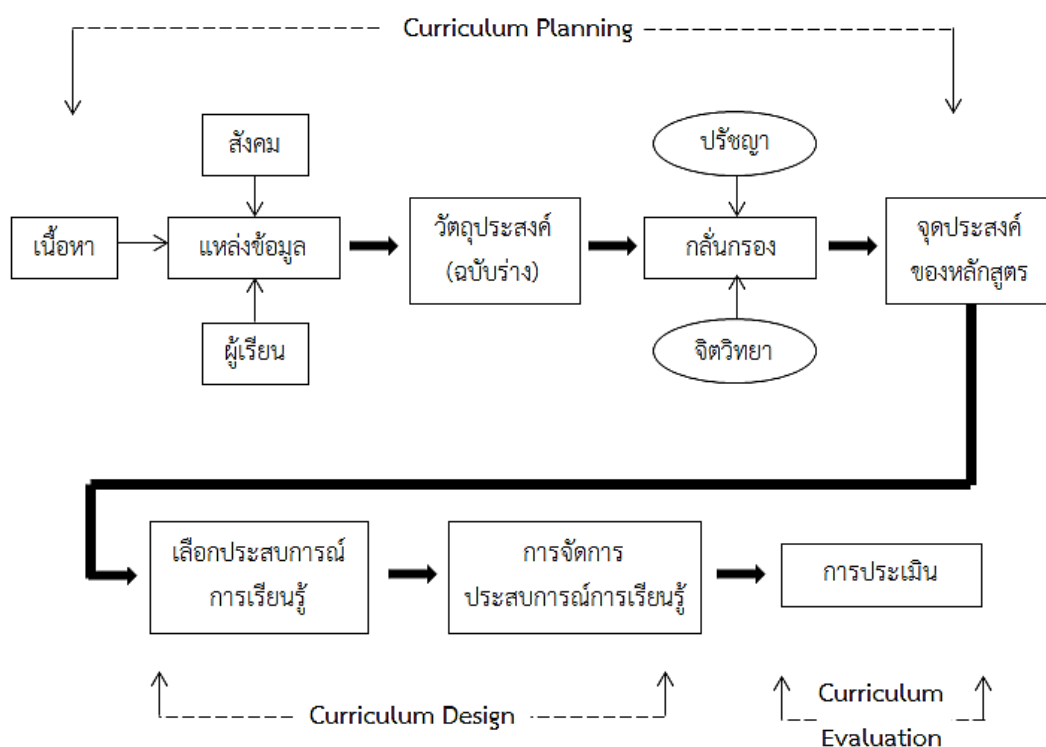 Curriculum Planning
สังคม
ปรัชญา
เนื้อหา
แหล่งข้อมูล
วัตถุประสงค์
(ฉบับร่าง)
กลั่นกรอง
จุดประสงค์
ของหลักสูตร
ผู้เรียน
จิตวิทยา
เลือกประสบการณ์
การเรียนรู้
การจัดการ
ประสบการณ์การเรียนรู้
การประเมิน
Curriculum Design
Curriculum
Evaluation